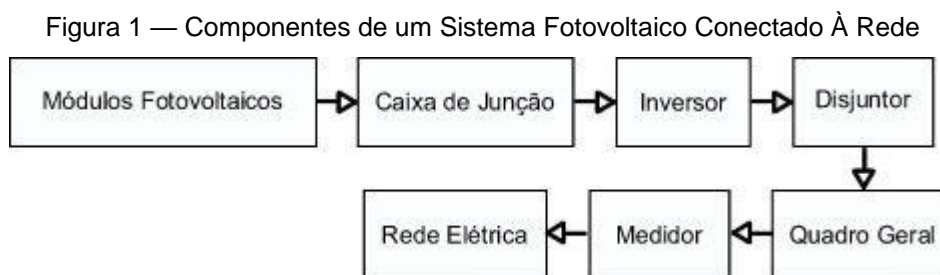 Figura 1 — Componentes de um Sistema Fotovoltaico Conectado À Rede
Módulos Fotovoltaicos
Caixa de Junção
Inversor
Disjuntor
Quadro Geral
Medidor
Rede Elétrica